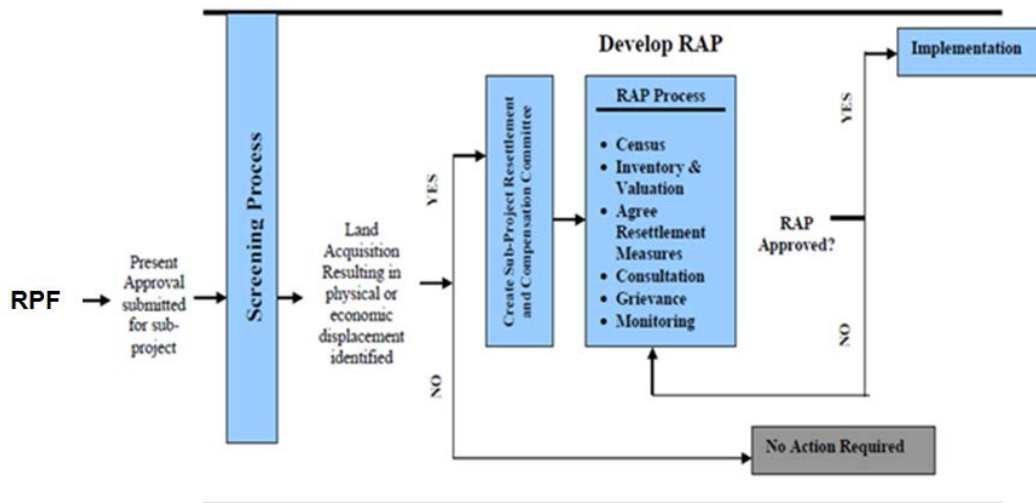 RPF
Present
Approval
submitted
for sub-
project
Screening Process
Land
Acquisition
Resulting in
physical or
economic
displacement
identified
YES
NO
Develop RAP
Create Sub-Project Resettlement
and Compensation Committee
RAP Process
• Census
• Inventory &
Valuation
• Agree
Resettlement
Measures
• Consultation
• Grievance
• Monitoring
RAP
Approved?
YES
NO
Implementation
No Action Required